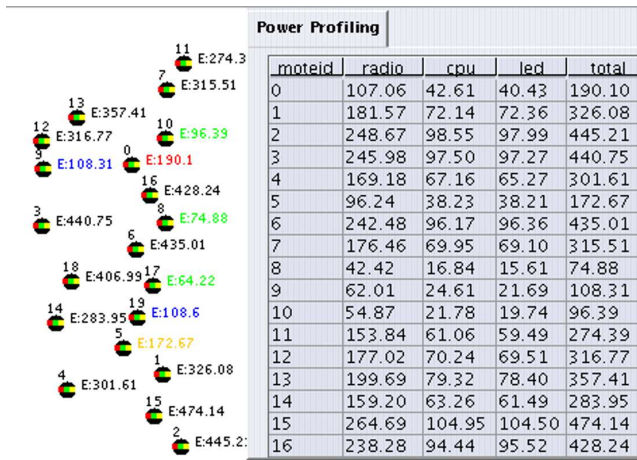 Power Profiling
11
E:274.3
7
E:315.51
13
E:357.41
12
E:316.77
10
E:96.39
9
E:108.31
0
E:190.1
16
E:428.24
3
E:440.75
8
E:74.88
6
E:435.01
18
E:406.99
17
E:64.22
14
E:283.95
19
E:108.6
5
E:172.67
1
E:326.08
4
E:301.61
15
E:474.14
2
E:445.21
moteid radio cpu led total
0 107.06 42.61 40.43 190.10
1 181.57 72.14 72.36 326.08
2 248.67 98.55 97.99 445.21
3 245.98 97.50 97.27 440.75
4 169.18 67.16 65.27 301.61
5 96.24 38.23 38.21 172.67
6 242.48 96.17 96.36 435.01
7 176.46 69.95 69.10 315.51
8 42.42 16.84 15.61 74.88
9 62.01 24.61 21.69 108.31
10 54.87 21.78 19.74 96.39
11 153.84 61.06 59.49 274.39
12 177.02 70.24 69.51 316.77
13 199.69 79.32 78.40 357.41
14 159.20 63.26 61.49 283.95
15 264.69 104.95 104.50 474.14
16 238.28 94.44 95.52 428.24